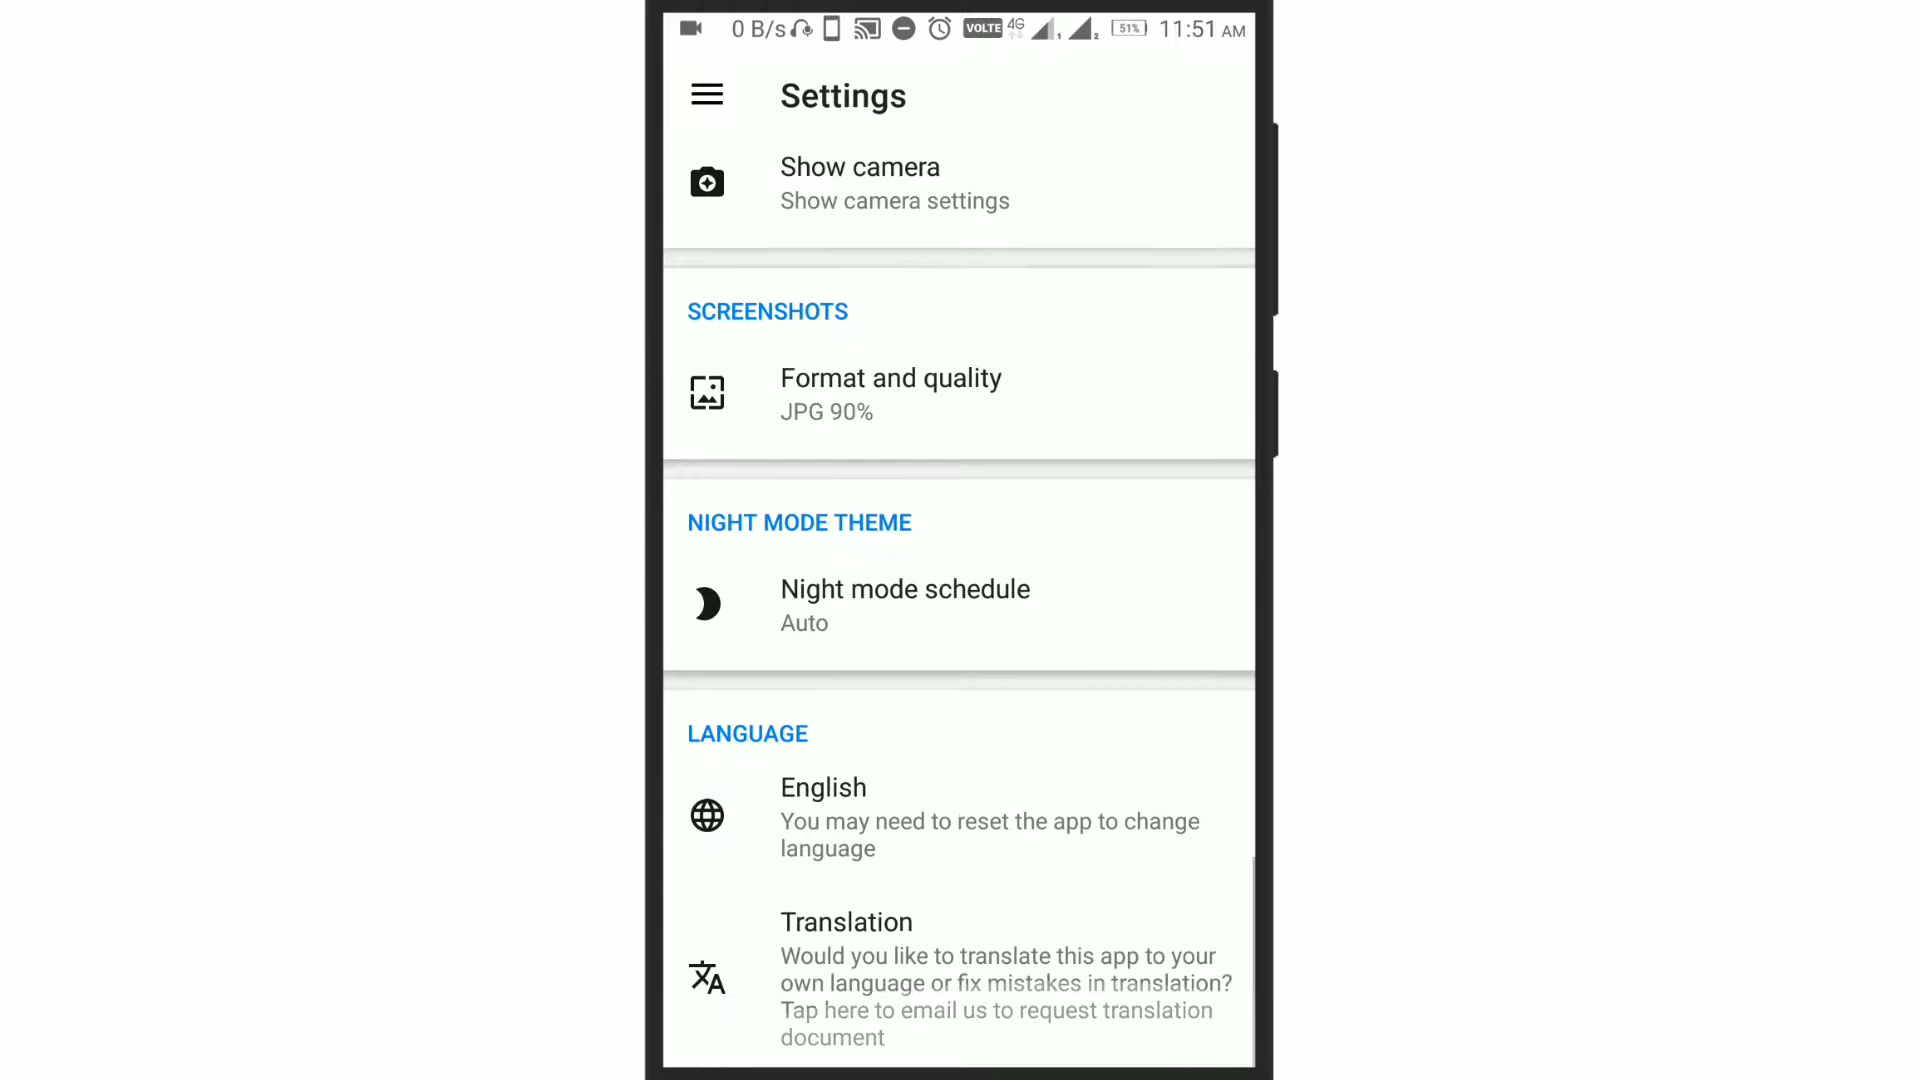 0 B/s VOLTE 4G 1 2 51% 11:51 AM
Settings
Show camera
Show camera settings
SCREENSHOTS
Format and quality
JPG 90%
NIGHT MODE THEME
Night mode schedule
Auto
LANGUAGE
English
You may need to reset the app to change
language
Translation
Would you like to translate this app to your
own language or fix mistakes in translation?
Tap here to email us to request translation
document